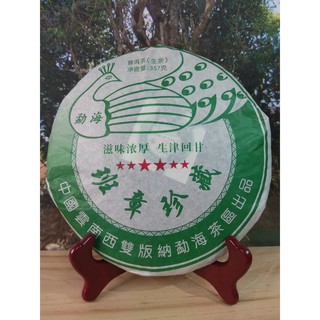 普洱茶(生茶)
净含量:357克
勐海
滋味浓厚 生津回甘
班章珍藏
中國雲南西雙版納勐海茶區出品